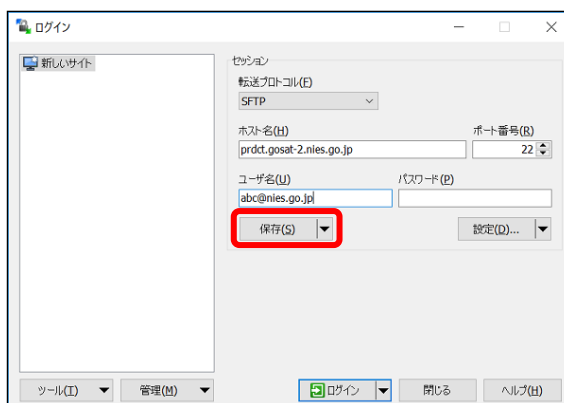 ログイン
新しいサイト
セッション
転送プロトコル(F)
SFTP
ホスト名(H) ポート番号(R)
prdct.gosat-2.nies.go.jp 22
ユーザ名(U) パスワード(P)
abc@nies.go.jp
保存(S) 設定(D)...
ツール(T) 管理(M) ログイン 閉じる ヘルプ(H)